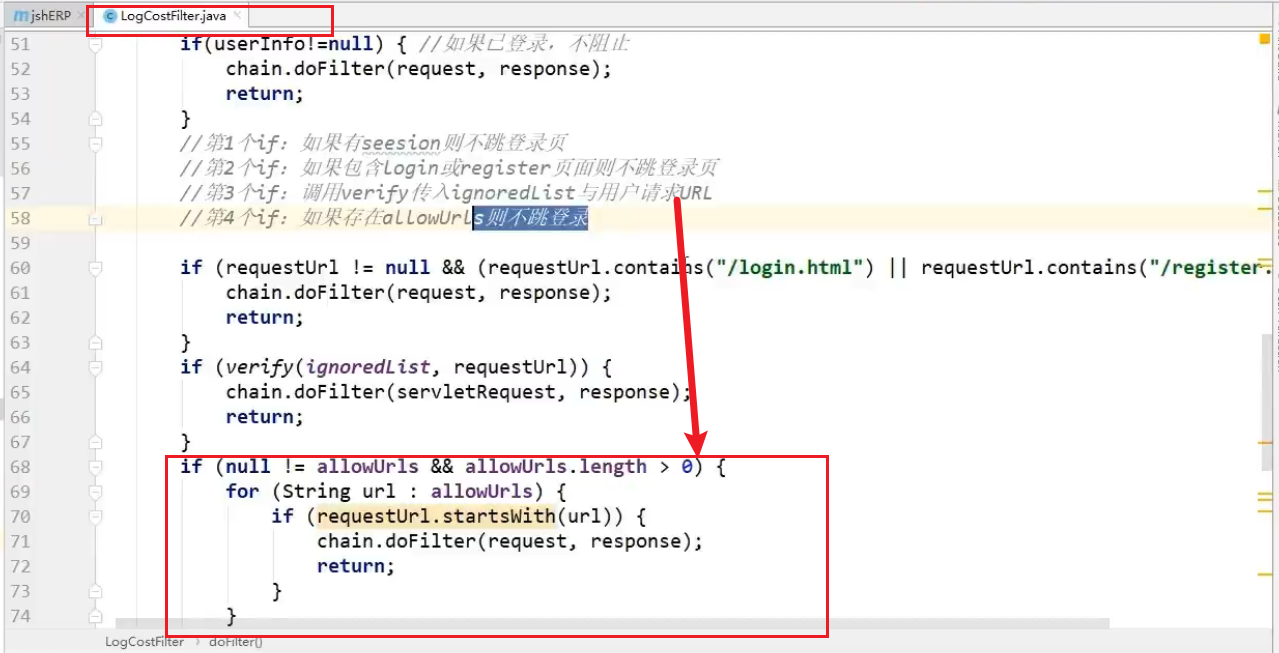 jshERP LogCostFilter.java
51 if(userInfo!=null) { //如果已登录，不阻止
52 chain.doFilter(request, response);
53 return;
54 }
55 //第1个if：如果有seesion则不跳登录页
56 //第2个if：如果包含login或register页面则不跳登录页
57 //第3个if：调用verify传入ignoredList与用户请求URL
58 //第4个if：如果存在allowUrls则不跳登录
59
60 if (requestUrl != null && (requestUrl.contains("/login.html") || requestUrl.contains("/register.
61 chain.doFilter(request, response);
62 return;
63 }
64 if (verify(ignoredList, requestUrl)) {
65 chain.doFilter(servletRequest, response);
66 return;
67 }
68 if (null != allowUrls && allowUrls.length > 0) {
69 for (String url : allowUrls) {
70 if (requestUrl.startsWith(url)) {
71 chain.doFilter(request, response);
72 return;
73 }
74 }
LogCostFilter › doFilter()